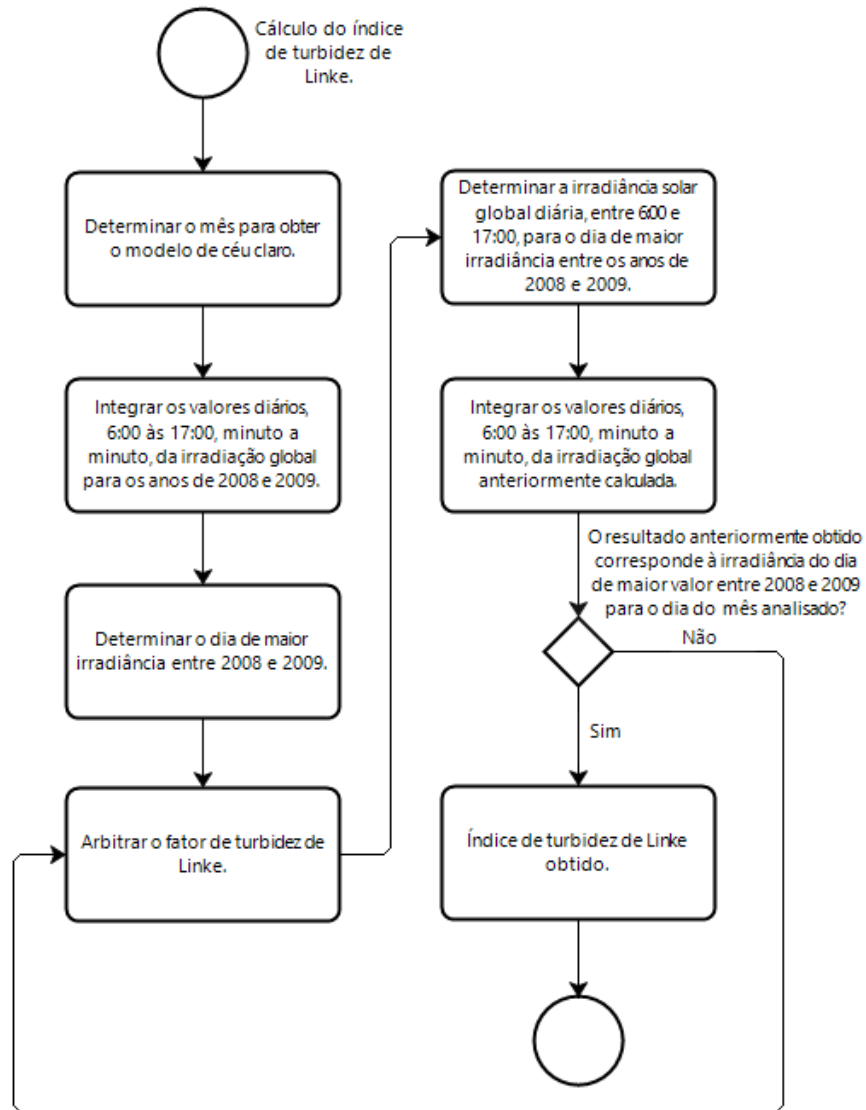 Cálculo do índice
de turbidez de
Linke.
Determinar o mês para obter
o modelo de céu claro.
Integrar os valores diários,
6:00 às 17:00, minuto a
minuto, da irradiação global
para os anos de 2008 e 2009.
Determinar o dia de maior
irradiância entre 2008 e 2009.
Arbitrar o fator de turbidez de
Linke.
Determinar a irradiância solar
global diária, entre 6:00 e
17:00, para o dia de maior
irradiância entre os anos de
2008 e 2009.
Integrar os valores diários,
6:00 às 17:00, minuto a
minuto, da irradiação global
anteriormente calculada.
O resultado anteriormente obtido
corresponde à irradiância do dia
de maior valor entre 2008 e 2009
para o dia do mês analisado?
Não
Sim
Índice de turbidez de Linke
obtido.